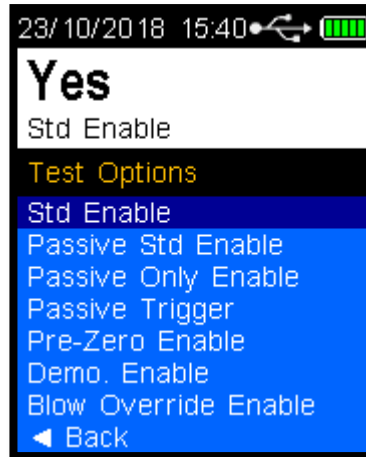 23/10/2018 15:40
Yes
Std Enable
Test Options
Std Enable
Passive Std Enable
Passive Only Enable
Passive Trigger
Pre-Zero Enable
Demo. Enable
Blow Override Enable
◄ Back